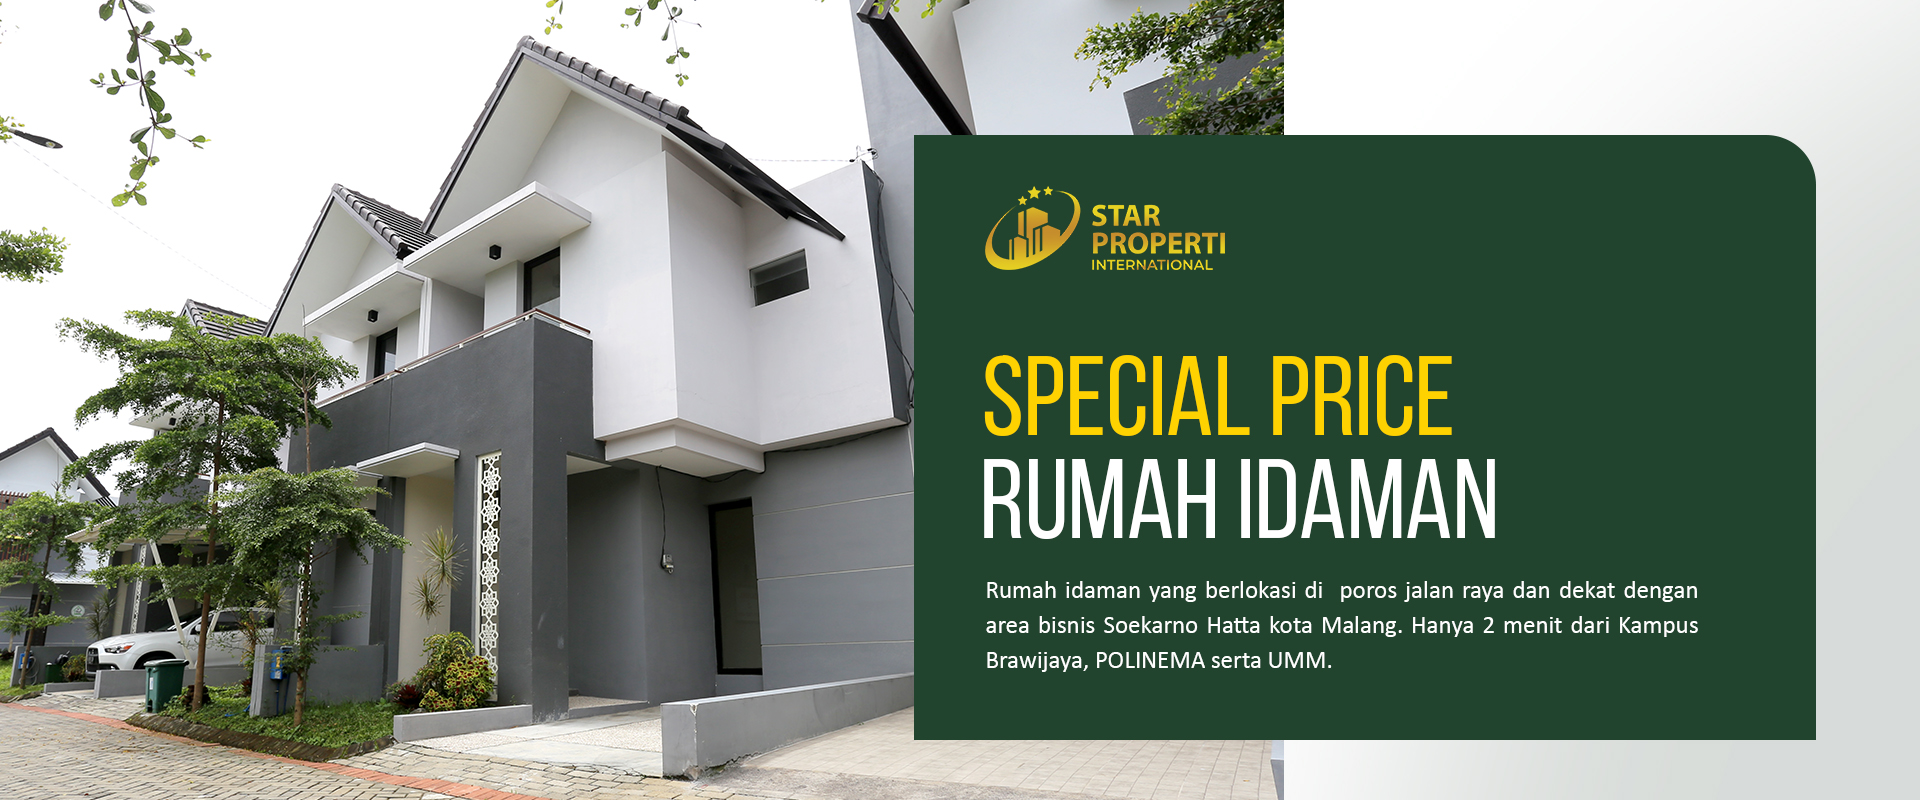 STAR
PROPERTI
INTERNATIONAL
SPECIAL PRICE
RUMAH IDAMAN
Rumah idaman yang berlokasi di  poros jalan raya dan dekat dengan
area bisnis Soekarno Hatta kota Malang. Hanya 2 menit dari Kampus
Brawijaya, POLINEMA serta UMM.